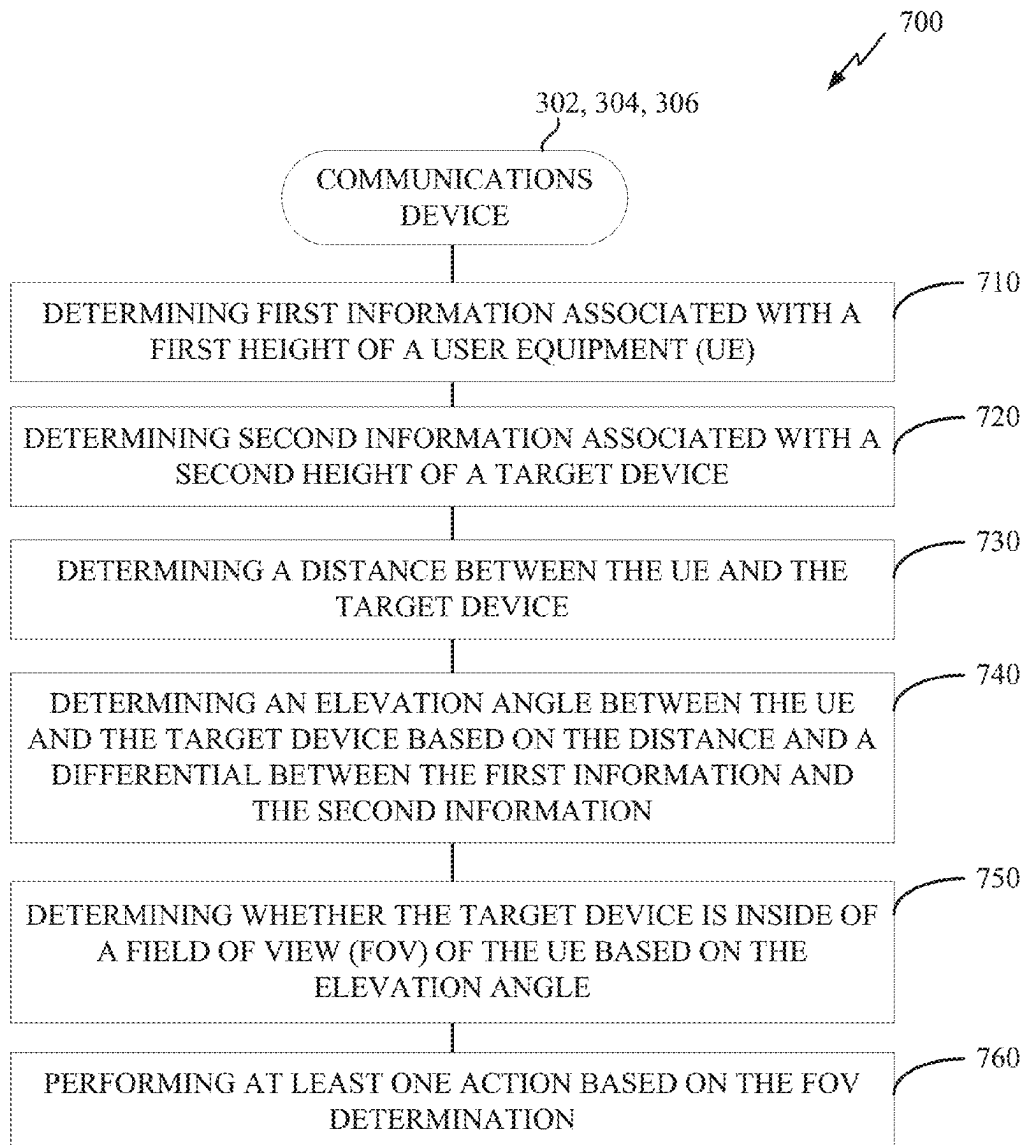 700
302, 304, 306
COMMUNICATIONS
DEVICE
710
DETERMINING FIRST INFORMATION ASSOCIATED WITH A
FIRST HEIGHT OF A USER EQUIPMENT (UE)
720
DETERMINING SECOND INFORMATION ASSOCIATED WITH A
SECOND HEIGHT OF A TARGET DEVICE
730
DETERMINING A DISTANCE BETWEEN THE UE AND THE
TARGET DEVICE
740
DETERMINING AN ELEVATION ANGLE BETWEEN THE UE
AND THE TARGET DEVICE BASED ON THE DISTANCE AND A
DIFFERENTIAL BETWEEN THE FIRST INFORMATION AND
THE SECOND INFORMATION
750
DETERMINING WHETHER THE TARGET DEVICE IS INSIDE OF
A FIELD OF VIEW (FOV) OF THE UE BASED ON THE
ELEVATION ANGLE
760
PERFORMING AT LEAST ONE ACTION BASED ON THE FOV
DETERMINATION